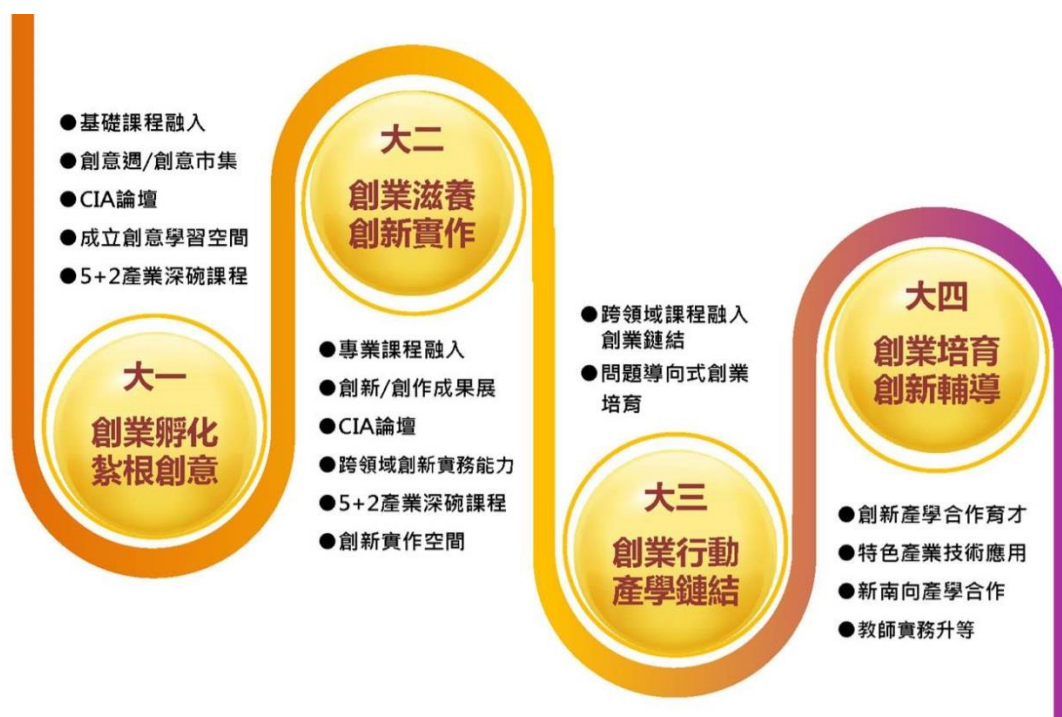 ●基礎課程融入
●創意週/創意市集
●CIA論壇
●成立創意學習空間
●5+2產業深碗課程
大一
創業孵化
紮根創意
大二
創業滋養
創新實作
●專業課程融入
●創新/創作成果展
●CIA論壇
●跨領域創新實務能力
●5+2產業深碗課程
●創新實作空間
●跨領域課程融入
創業鏈結
●問題導向式創業
培育
大三
創業行動
產學鏈結
大四
創業培育
創新輔導
●創新產學合作育才
●特色產業技術應用
●新南向產學合作
●教師實務升等